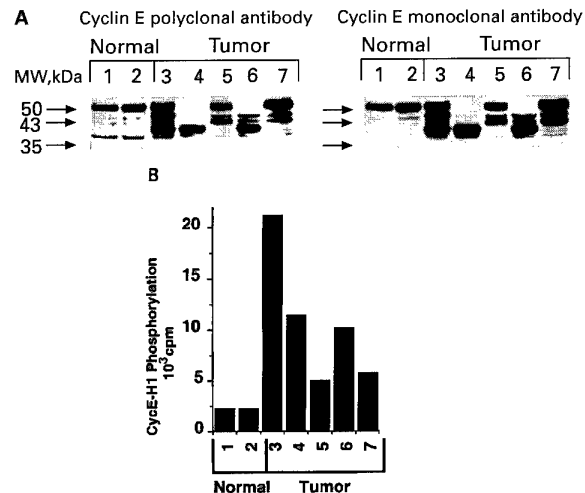 A Cyclin E polyclonal antibody Cyclin E monoclonal antibody
Normal Tumor Normal Tumor
MW,kDa 1 2 3 4 5 6 7 1 2 3 4 5 6 7
50
43
35
B
CycE-H1 Phosphorylation
10³cpm
20
15
10
5
0
1 2 3 4 5 6 7
Normal Tumor